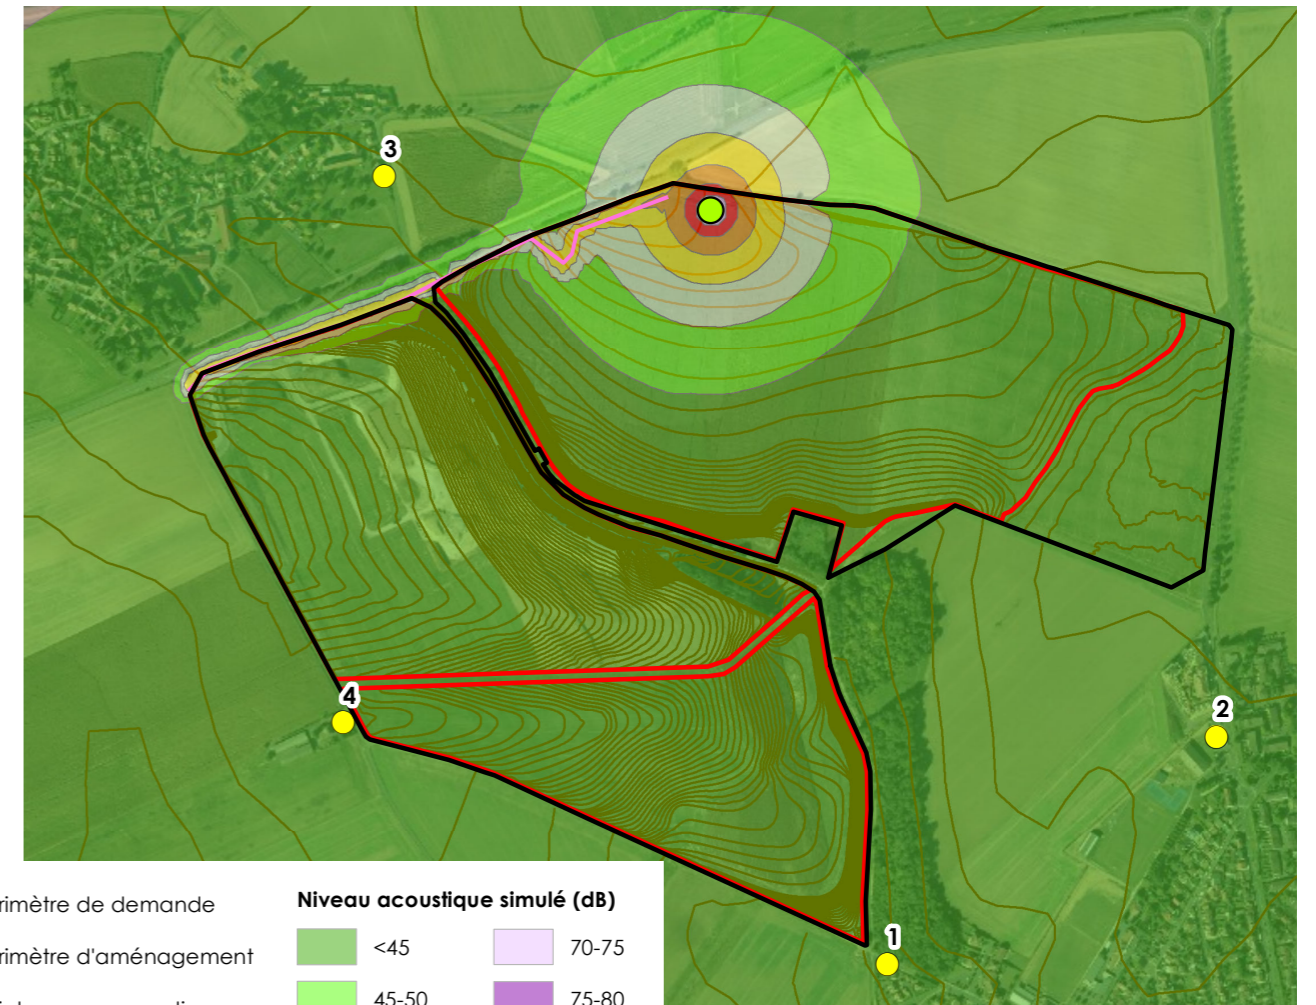 3
2
4
1
rimètre de demande
rimètre d'aménagement
Niveau acoustique simulé (dB)
<45
70-75
45-50
75-80